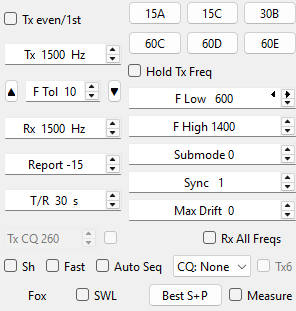 Tx even/1st
15A 15C 30B
60C 60D 60E
Tx 1500 Hz
Hold Tx Freq
F Tol 10
F Low 600
Rx 1500 Hz
F High 1400
Report -15
Submode 0
Sync 1
T/R 30 s
Max Drift 0
Tx CQ 260
Rx All Freqs
Sh Fast Auto Seq CQ: None Tx6
Fox SWL Best S+P Measure